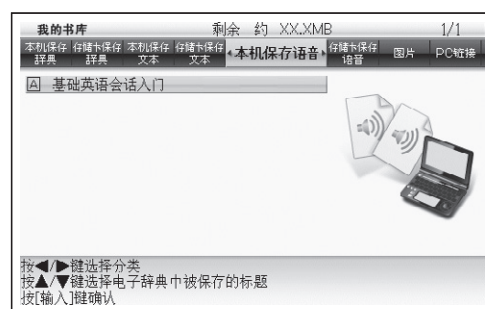 我的书库 剩余 约 XX.XMB 1/1
本机保存辞典 存储卡保存辞典 本机保存文本 存储卡保存文本 本机保存语音 存储卡保存语音 图片 PC链接
A 基础英语会话入门
按◀/▶键选择分类
按▲/▼键选择电子辞典中被保存的标题
按[输入]键确认